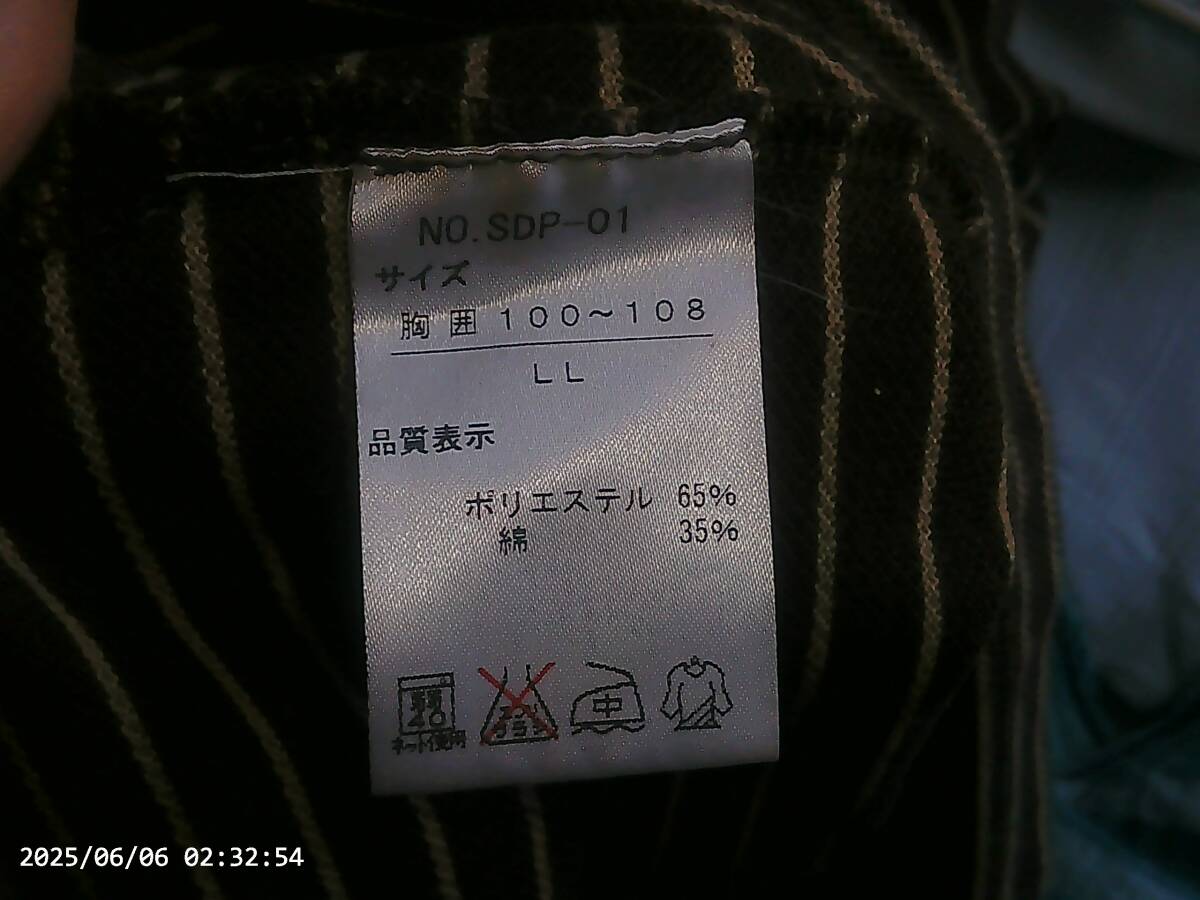 NO.SDP-01
サイズ
胸囲 100~108
LL
品質表示
ポリエステル 65%
綿 35%
40
ネット使用
中
2025/06/06 02:32:54